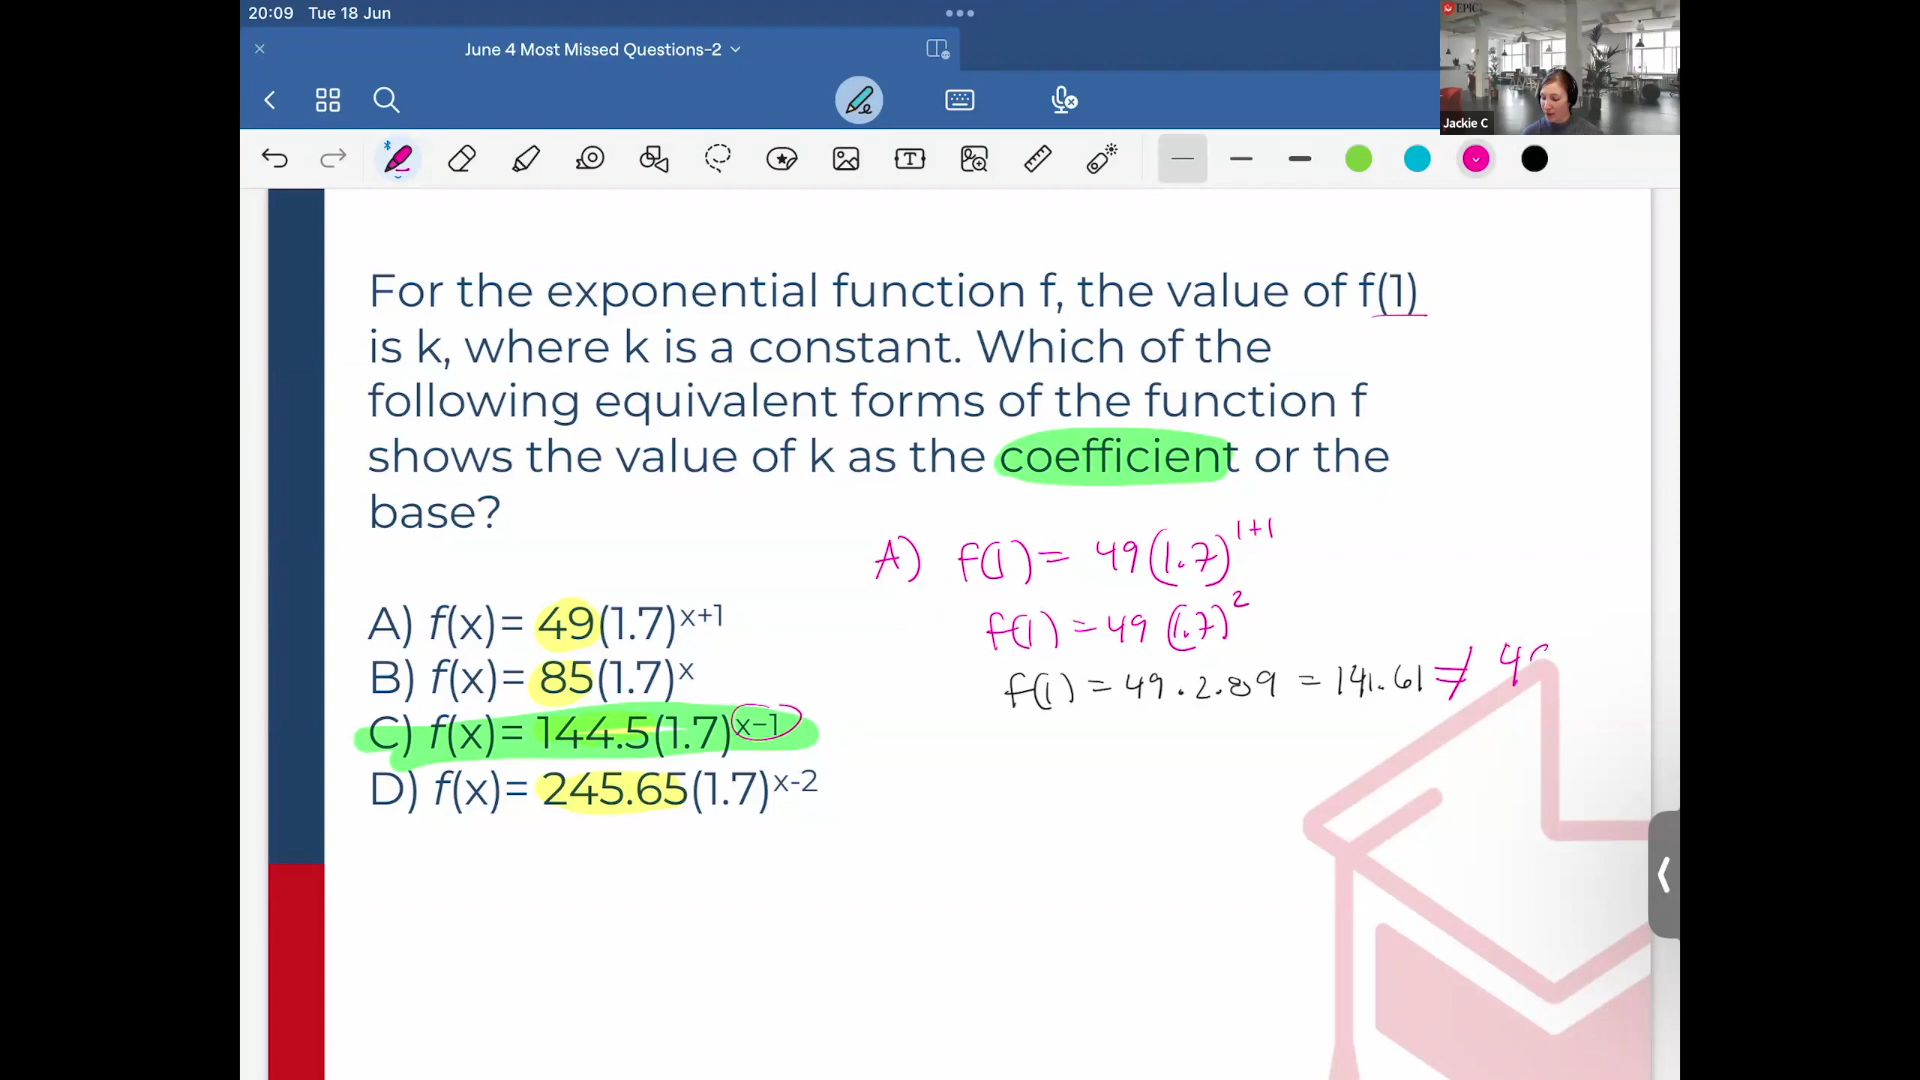 20:09 Tue 18 Jun
June 4 Most Missed Questions-2
EPIC
Jackie C
For the exponential function f, the value of f(1)
is k, where k is a constant. Which of the
following equivalent forms of the function f
shows the value of k as the coefficient or the
base?
A) f(x)= 49(1.7)ˣ⁺¹
B) f(x)= 85(1.7)ˣ
C) f(x)= 144.5(1.7)ˣ⁻¹
D) f(x)= 245.65(1.7)ˣ⁻²
A) f(1) = 49(1.7)¹⁺¹
f(1) = 49 (1.7)²
f(1) = 49 . 2.89 = 141.61 ≠